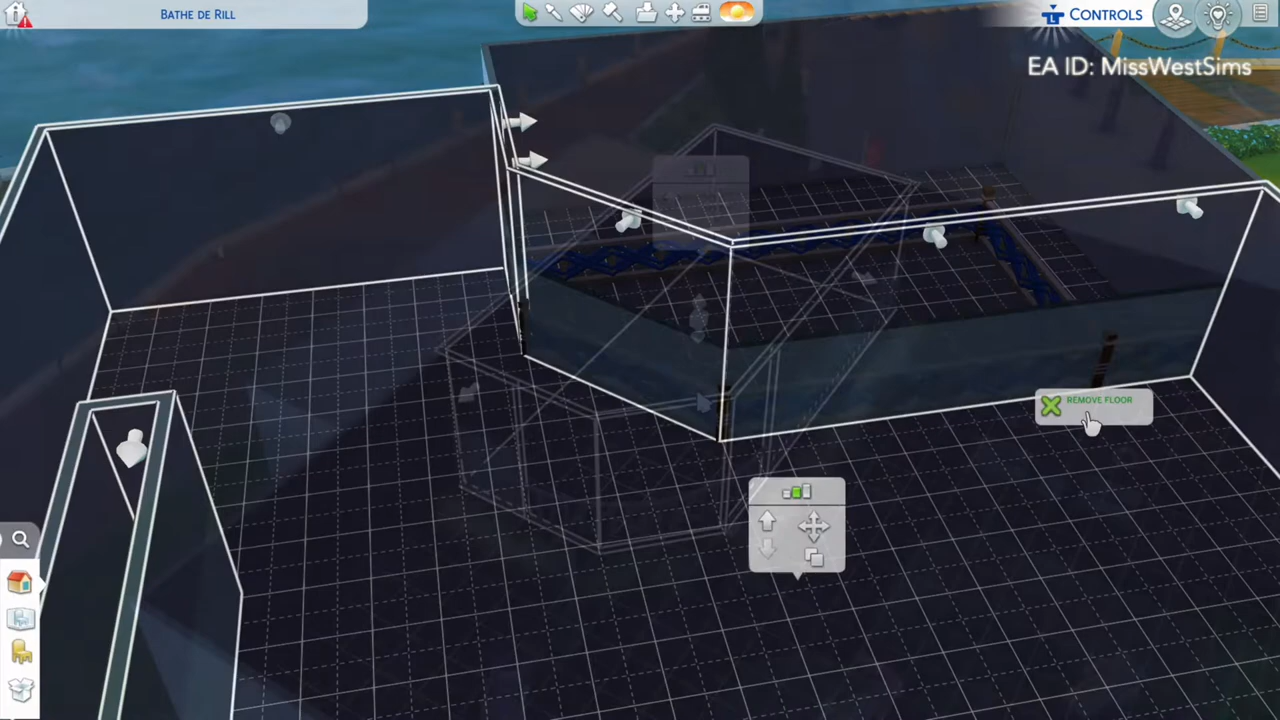 BATHE DE RILL
L CONTROLS
EA ID: MissWestSims
REMOVE FLOOR